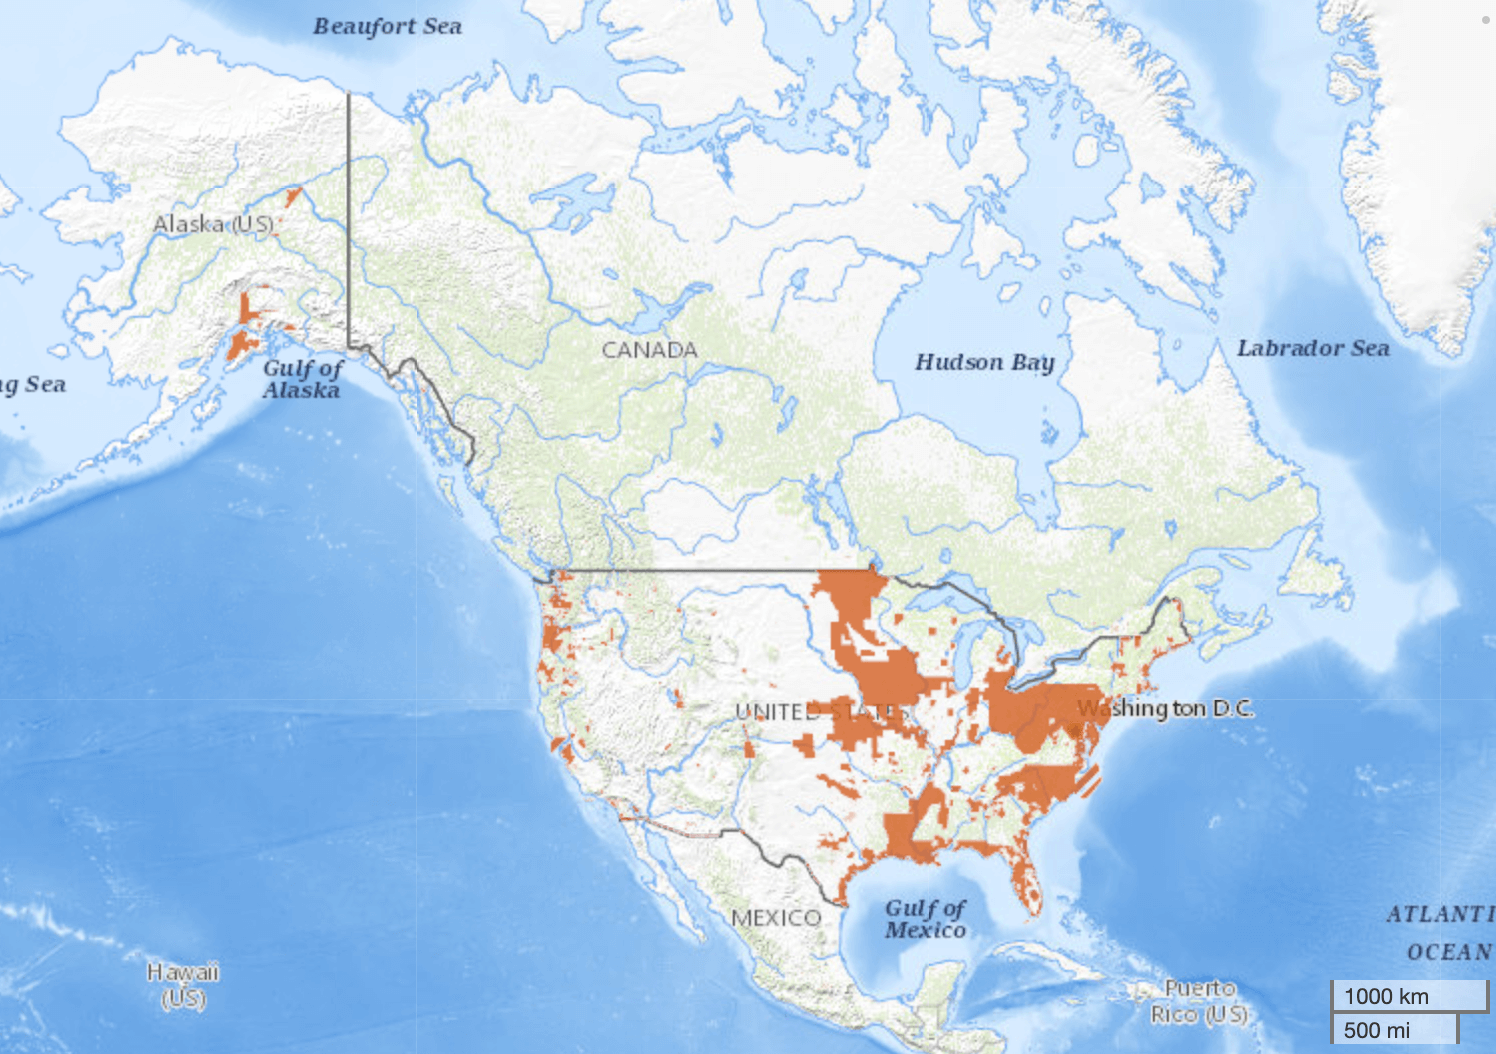 Beaufort Sea
Alaska (US)
Gulf of
Alaska
ng Sea
CANADA
Hudson Bay
Labrador Sea
UNITED STATES
Washington D.C.
MEXICO
Gulf of
Mexico
ATLANTI
OCEAN
Hawaii
(US)
Puerto
Rico (US)
1000 km
500 mi